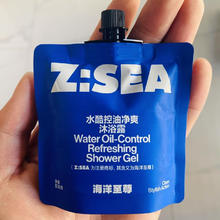 Z:SEA
水酷控油净爽
沐浴露
Water Oil-Control
Refreshing
Shower Gel
海洋至尊